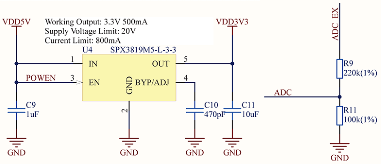 VDD5V
Working Output: 3.3V 500mA
Supply Voltage Limit: 20V
Current Limit: 800mA
VDD3V3
U4 SPX3819M5-L-3-3
1 IN OUT 5
POWEN 3 EN BYP/ADJ 4
GND
2
C9
1uF
C10
470pF
C11
10uF
GND
GND
GND
GND
ADC_EX
R9
220k(1%)
ADC
R11
100k(1%)
GND